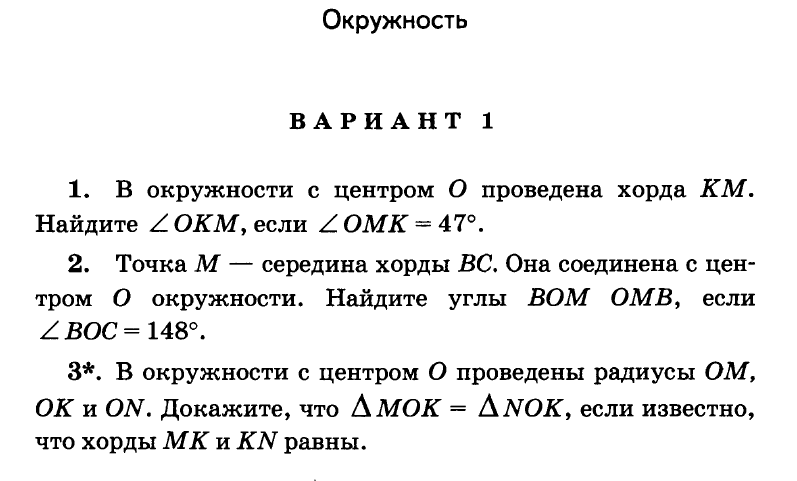 Окружность
ВАРИАНТ 1
1. В окружности с центром O проведена хорда KM.
Найдите ∠OKM, если ∠OMK = 47°.
2. Точка M — середина хорды BC. Она соединена с цен-
тром O окружности. Найдите углы BOM OMB, если
∠BOC = 148°.
3*. В окружности с центром O проведены радиусы OM,
OK и ON. Докажите, что ΔMOK = ΔNOK, если известно,
что хорды MK и KN равны.